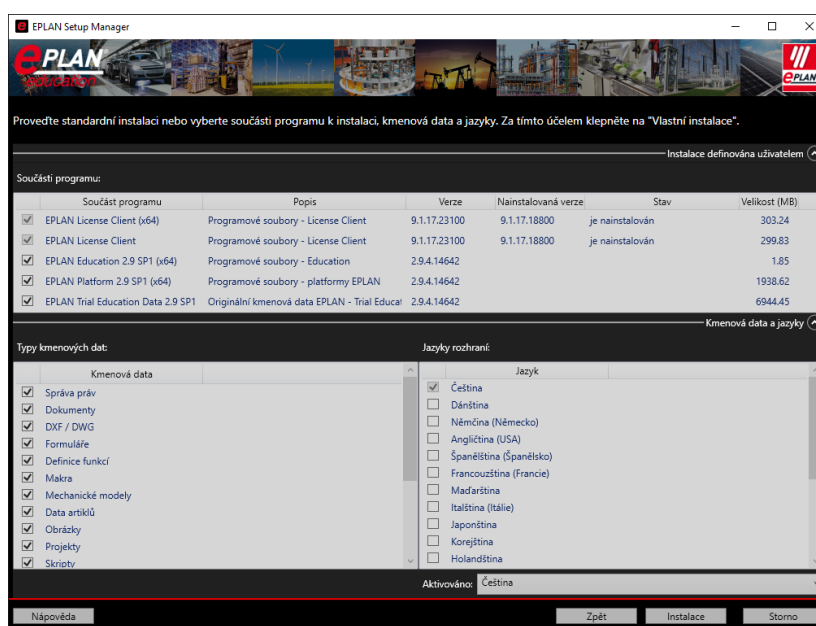 EPLAN Setup Manager
ePLAN
education
ePLAN
Proveďte standardní instalaci nebo vyberte součásti programu k instalaci, kmenová data a jazyky. Za tímto účelem klepněte na "Vlastní instalace".
Instalace definována uživatelem
Součásti programu:
Součást programu Popis Verze Nainstalovaná verze Stav Velikost (MB)
EPLAN License Client (x64) Programové soubory - License Client 9.1.17.23100 9.1.17.18800 je nainstalován 303.24
EPLAN License Client Programové soubory - License Client 9.1.17.23100 9.1.17.18800 je nainstalován 299.83
EPLAN Education 2.9 SP1 (x64) Programové soubory - Education 2.9.4.14642 1.85
EPLAN Platform 2.9 SP1 (x64) Programové soubory - platformy EPLAN 2.9.4.14642 1938.62
EPLAN Trial Education Data 2.9 SP1 Originální kmenová data EPLAN - Trial Educat 2.9.4.14642 6944.45
Kmenová data a jazyky
Typy kmenových dat:
Kmenová data
Správa práv
Dokumenty
DXF / DWG
Formuláře
Definice funkcí
Makra
Mechanické modely
Data artiklů
Obrázky
Projekty
Skripty
Jazyky rozhraní:
Jazyk
Čeština
Dánština
Němčina (Německo)
Angličtina (USA)
Španělština (Španělsko)
Francouzština (Francie)
Maďarština
Italština (Itálie)
Japonština
Korejština
Holandština
Aktivováno: Čeština
Nápověda Zpět Instalace Storno